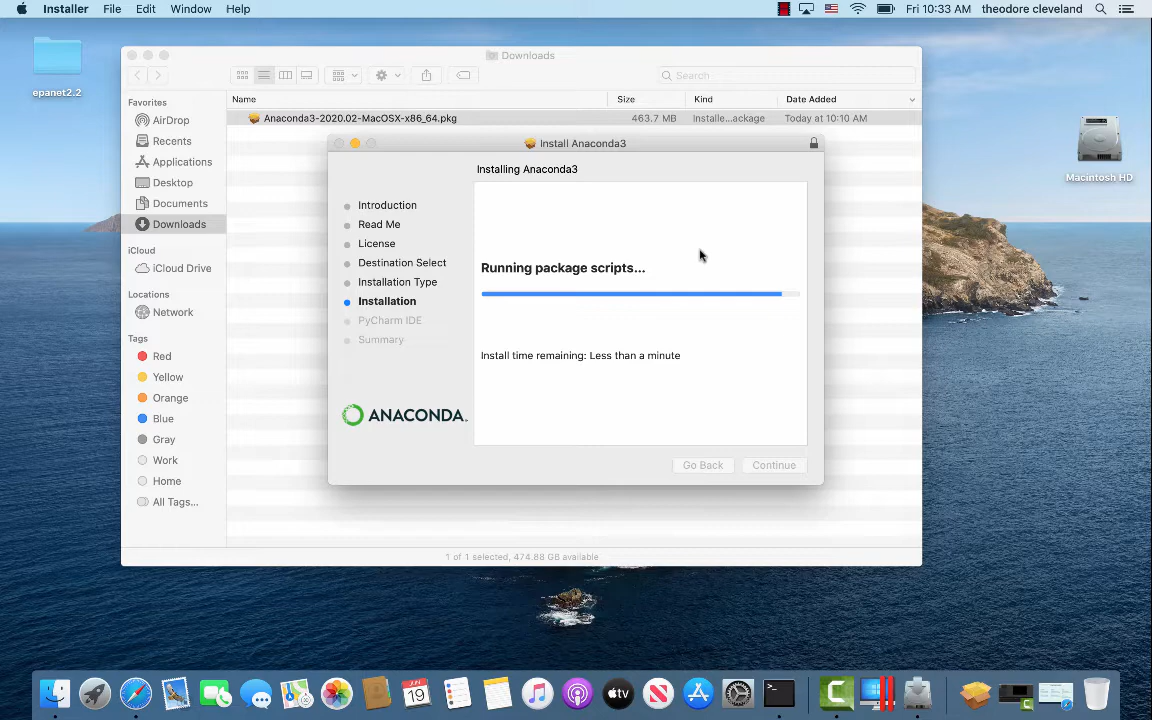 Installer File Edit Window Help Fri 10:33 AM theodore cleveland
epanet2.2
Macintosh HD
Downloads
Search
Favorites
AirDrop
Recents
Applications
Desktop
Documents
Downloads
iCloud
iCloud Drive
Locations
Network
Tags
Red
Yellow
Orange
Blue
Gray
Work
Home
All Tags...
Name Size Kind Date Added
Anaconda3-2020.02-MacOSX-x86_64.pkg 463.7 MB Installe...ackage Today at 10:10 AM
1 of 1 selected, 474.88 GB available
Install Anaconda3
Installing Anaconda3
Introduction
Read Me
License
Destination Select
Installation Type
Installation
PyCharm IDE
Summary
ANACONDA.
Running package scripts...
Install time remaining: Less than a minute
Go Back Continue
JUN
19
tv
>_
C